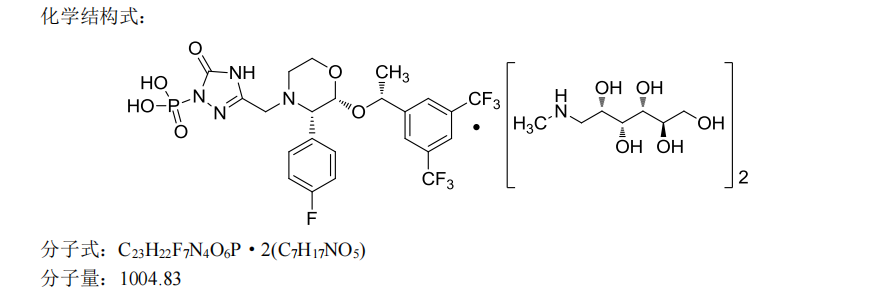 化学结构式:
O
HO
HO
P
O
N
N
NH
N
O
O
CH₃
CF₃
CF₃
F
•
H₃C
H
N
OH
OH
OH
OH
OH
2
分子式: C₂₃H₂₂F₇N₄O₆P·2(C₇H₁₇NO₅)
分子量: 1004.83